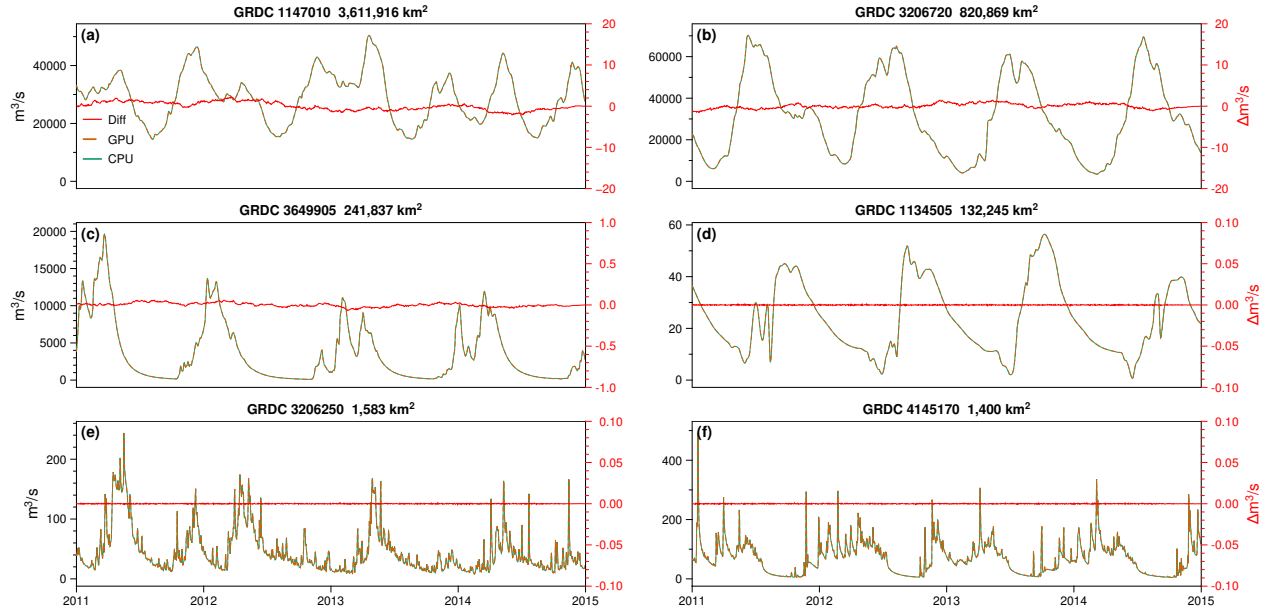 GRDC 1147010 3,611,916 km²
(a)
m³/s
40000
20000
0
20
10
0
−10
−20
Diff
GPU
CPU
GRDC 3206720 820,869 km²
(b)
60000
40000
20000
0
20
10
0
−10
−20
Δm³/s
GRDC 3649905 241,837 km²
(c)
m³/s
20000
15000
10000
5000
0
1.0
0.5
0.0
−0.5
−1.0
GRDC 1134505 132,245 km²
(d)
60
40
20
0
0.10
0.05
0.00
−0.05
−0.10
Δm³/s
GRDC 3206250 1,583 km²
(e)
m³/s
200
100
0
0.10
0.05
0.00
−0.05
−0.10
2011 2012 2013 2014 2015
GRDC 4145170 1,400 km²
(f)
400
200
0
0.10
0.05
0.00
−0.05
−0.10
Δm³/s
2011 2012 2013 2014 2015